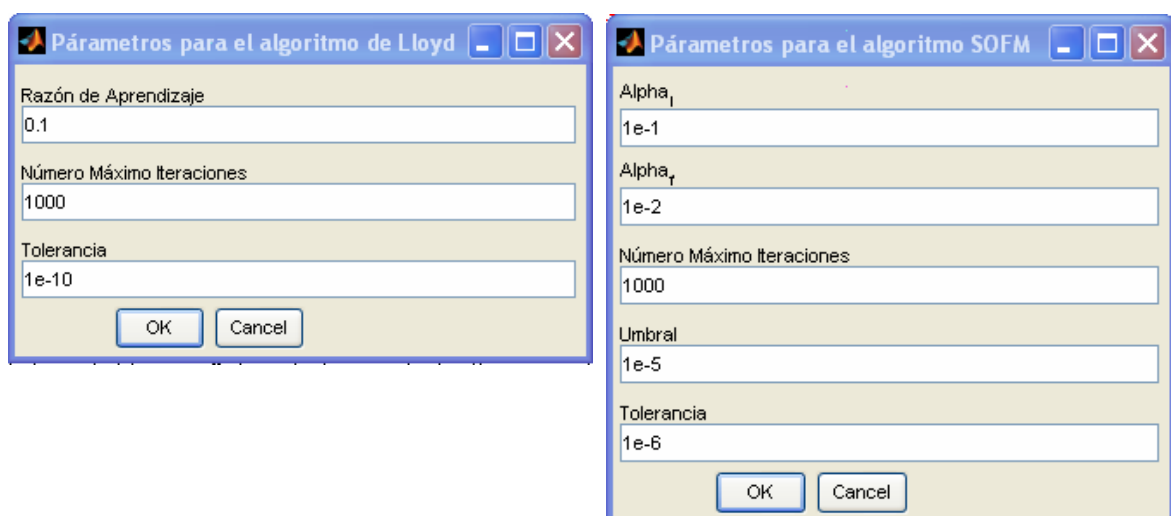 Párametros para el algoritmo de Lloyd
Razón de Aprendizaje
0.1
Número Máximo Iteraciones
1000
Tolerancia
1e-10
OK Cancel
Párametros para el algoritmo SOFM
Alpha
1e-1
Alpha f
1e-2
Número Máximo Iteraciones
1000
Umbral
1e-5
Tolerancia
1e-6
OK Cancel